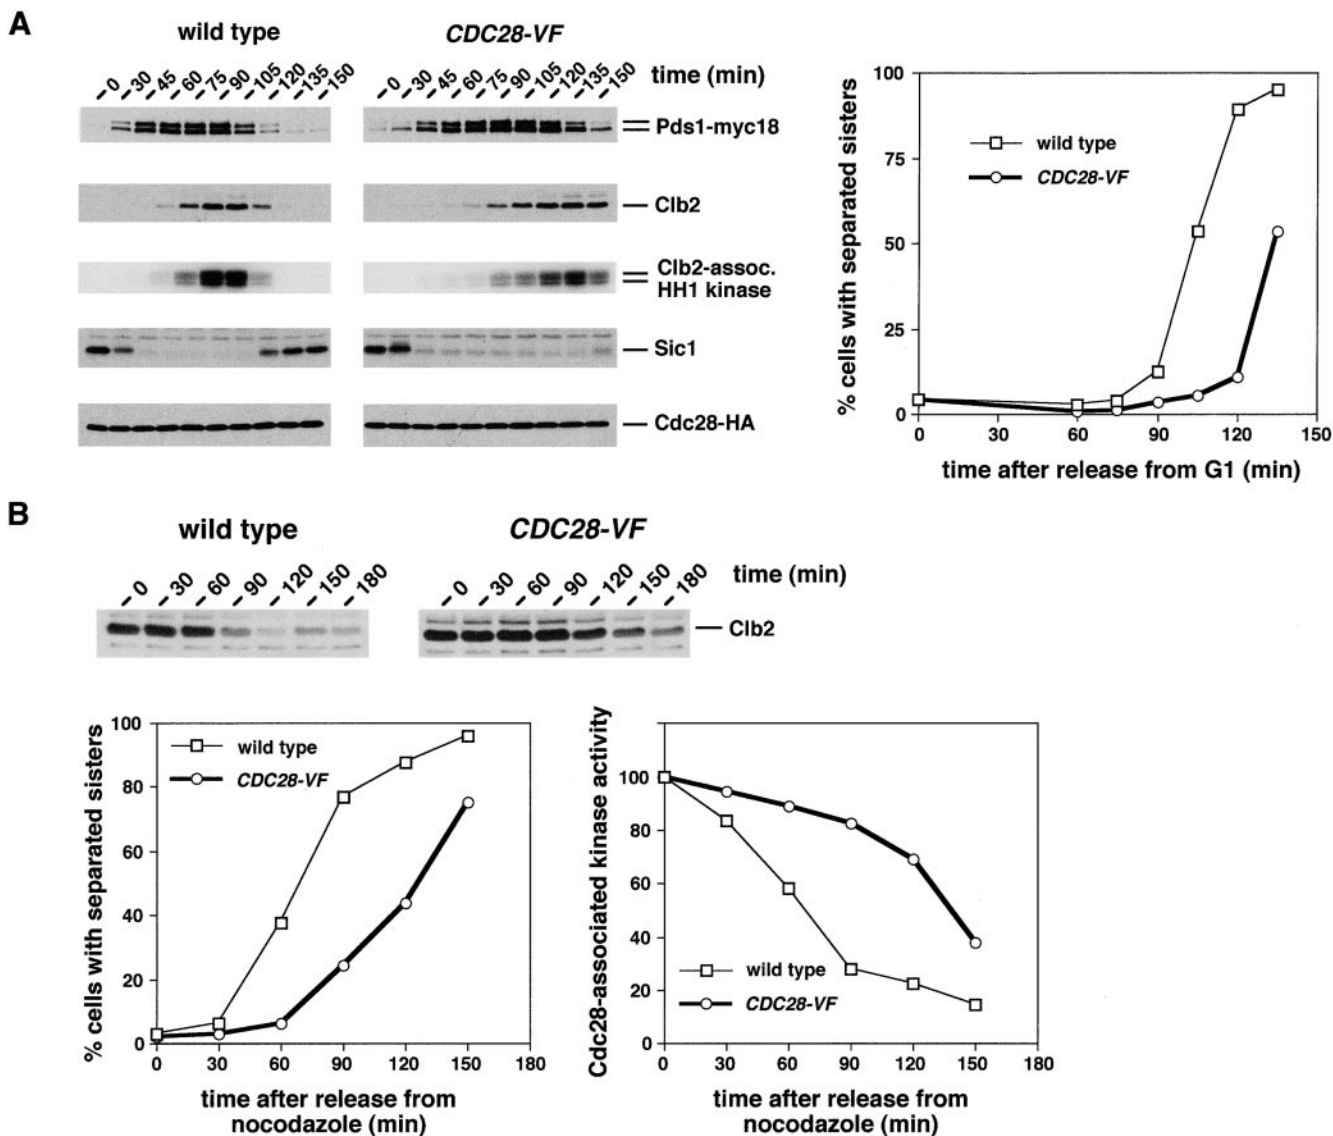 A
wild type
CDC28-VF
0 30 45 60 75 90 105 120 135 150
0 30 45 60 75 90 105 120 135 150
time (min)
Pds1-myc18
Clb2
Clb2-assoc.
HH1 kinase
Sic1
Cdc28-HA
% cells with separated sisters
100
75
50
25
0
wild type
CDC28-VF
0 30 60 90 120 150
time after release from G1 (min)
B
wild type
CDC28-VF
0 30 60 90 120 150 180
0 30 60 90 120 150 180
time (min)
Clb2
% cells with separated sisters
100
80
60
40
20
0
wild type
CDC28-VF
0 30 60 90 120 150 180
time after release from
nocodazole (min)
Cdc28-associated kinase activity
100
80
60
40
20
0
wild type
CDC28-VF
0 30 60 90 120 150 180
time after release from
nocodazole (min)